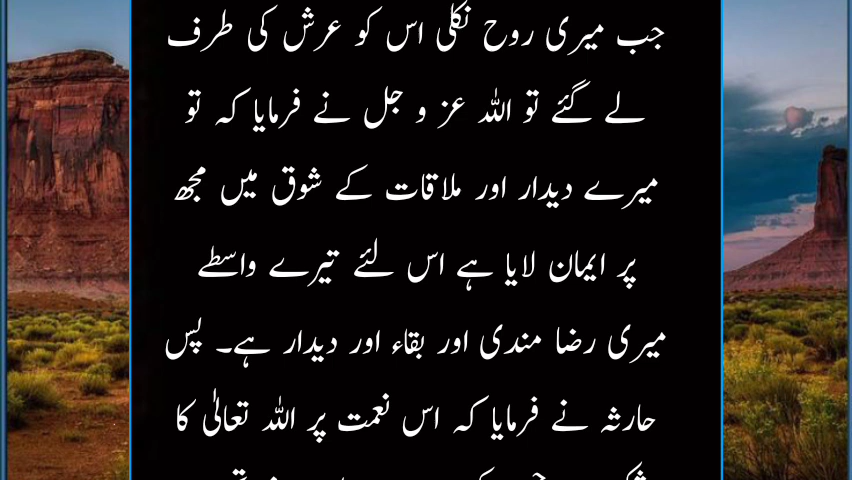 جب میری روح نکلی اس کو عرش کی طرف
لے گئے تو اللہ عز و جل نے فرمایا کہ تو
میرے دیدار اور ملاقات کے شوق میں مجھ
پر ایمان لایا ہے اس لئے تیرے واسطے
میری رضا مندی اور بقاء اور دیدار ہے۔ پس
حارثہ نے فرمایا کہ اس نعمت پر اللہ تعالیٰ کا